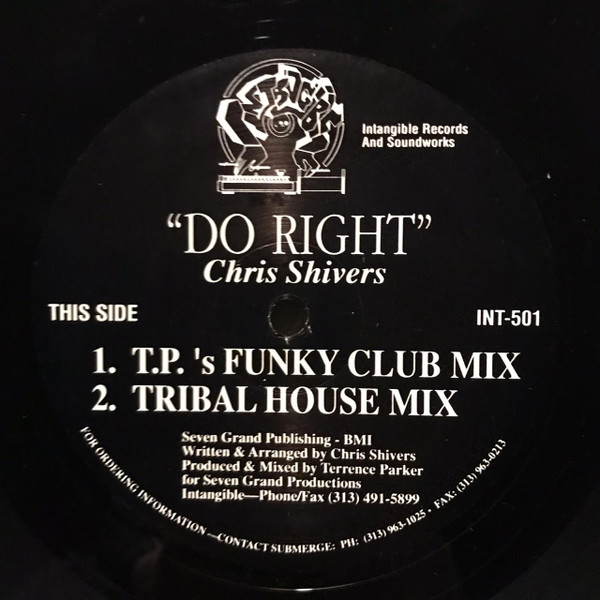 Intangible Records
And Soundworks
“DO RIGHT”
Chris Shivers
THIS SIDE
INT-501
1. T.P. 's FUNKY CLUB MIX
2. TRIBAL HOUSE MIX
Seven Grand Publishing - BMI
Written & Arranged by Chris Shivers
Produced & Mixed by Terrence Parker
for Seven Grand Productions
Intangible—Phone/Fax (313) 491-5899
FOR ORDERING INFORMATION —CONTACT SUBMERGE: PH: (313) 963-1025 · FAX: (313) 963-0213